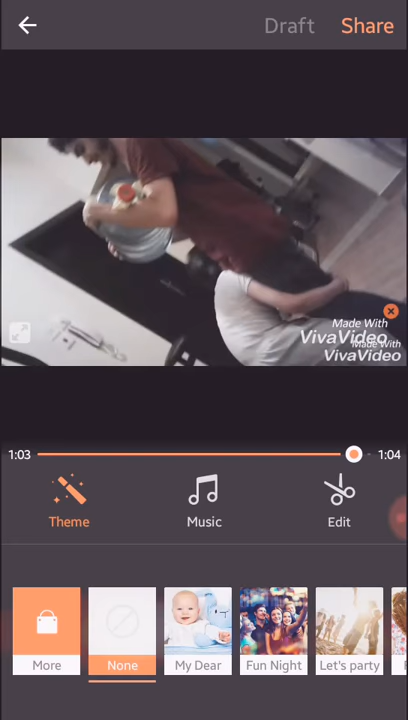 Draft Share
Made With
VivaVideo
Made With
VivaVideo
1:03 1:04
Theme Music Edit
More None My Dear Fun Night Let's party